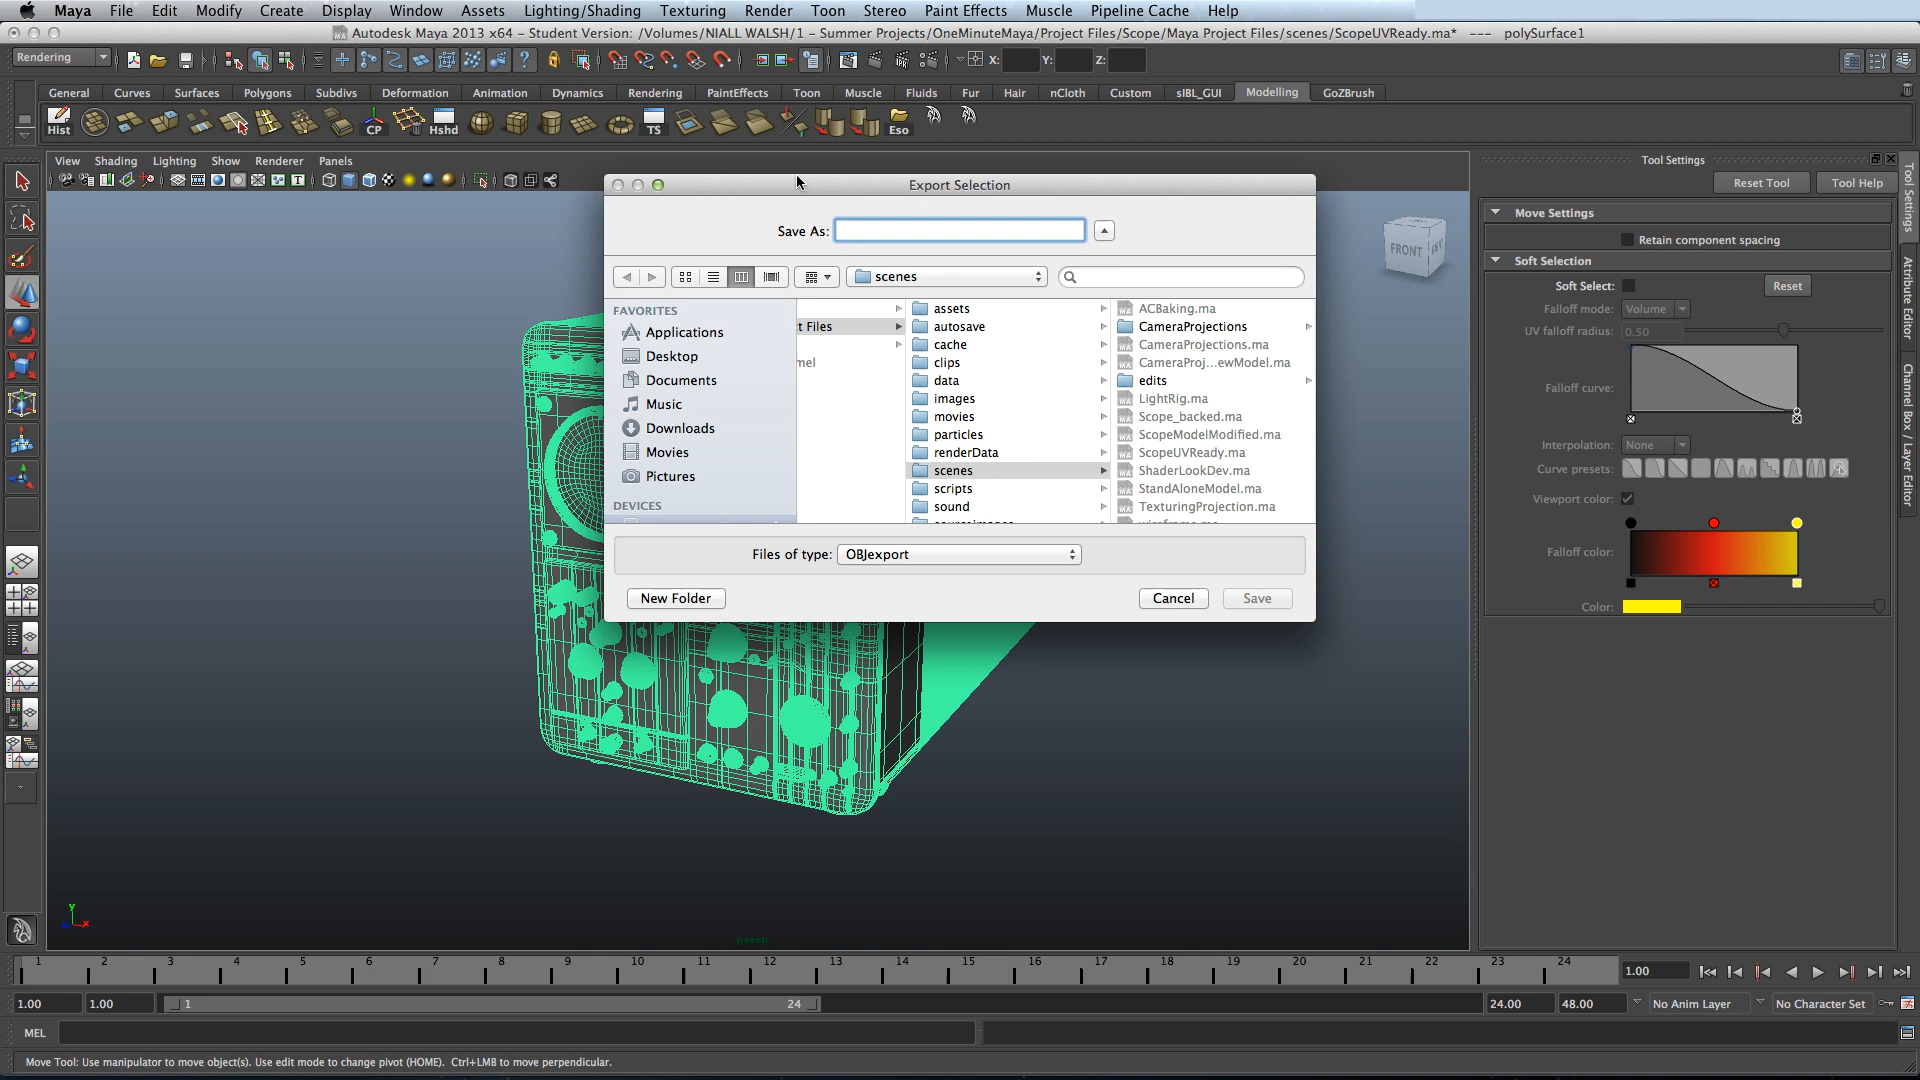 Maya File Edit Modify Create Display Window Assets Lighting/Shading Texturing Render Toon Stereo Paint Effects Muscle Pipeline Cache Help
Autodesk Maya 2013 x64 - Student Version: /Volumes/NIALL WALSH/1 - Summer Projects/OneMinuteMaya/Project Files/Scope/Maya Project Files/scenes/ScopeUVReady.ma* --- polySurface1
Rendering X: Y: Z:
General Curves Surfaces Polygons Subdivs Deformation Animation Dynamics Rendering PaintEffects Toon Muscle Fluids Fur Hair nCloth Custom sIBL_GUI Modelling GoZBrush
Hist CP Hshd TS Eso
View Shading Lighting Show Renderer Panels
Tool Settings
Reset Tool Tool Help
Move Settings
Retain component spacing
Soft Selection
Soft Select: Reset
Falloff mode: Volume
UV falloff radius: 0.50
Falloff curve:
Interpolation: None
Curve presets:
Viewport color:
Falloff color:
Color:
Tool Settings
Attribute Editor
Channel Box / Layer Editor
FRONT
Export Selection
Save As:
scenes
FAVORITES
Applications
Desktop
Documents
Music
Downloads
Movies
Pictures
DEVICES
t Files
mel
assets
autosave
cache
clips
data
images
movies
particles
renderData
scenes
scripts
sound
ACBaking.ma
CameraProjections
CameraProjections.ma
CameraProj...ewModel.ma
edits
LightRig.ma
Scope_backed.ma
ScopeModelModified.ma
ScopeUVReady.ma
ShaderLookDev.ma
StandAloneModel.ma
TexturingProjection.ma
Files of type: OBJexport
New Folder Cancel Save
y x
persp
1 2 3 4 5 6 7 8 9 10 11 12 13 14 15 16 17 18 19 20 21 22 23 24 1.00
1.00 1.00 1 24 24.00 48.00 No Anim Layer No Character Set
MEL
Move Tool: Use manipulator to move object(s). Use edit mode to change pivot (HOME). Ctrl+LMB to move perpendicular.